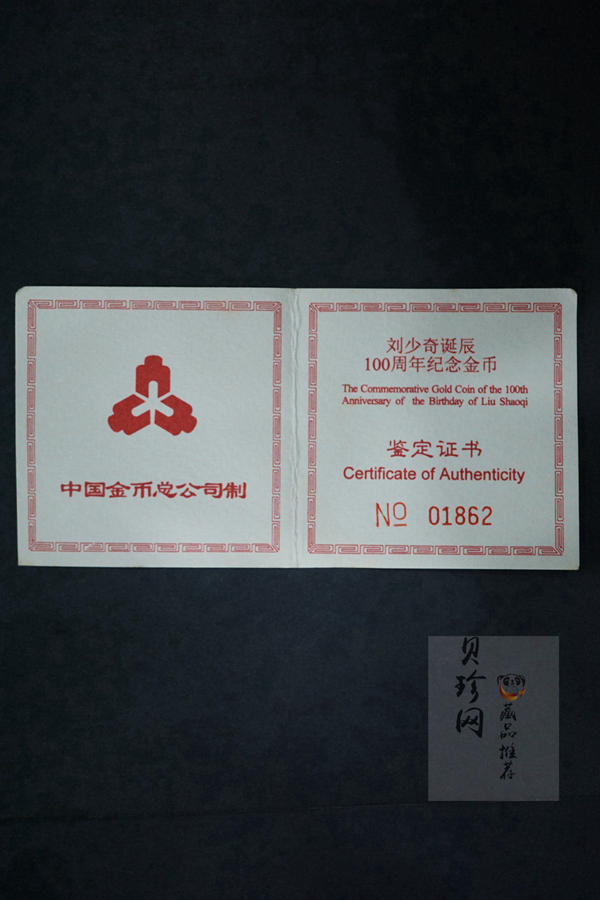 中国金币总公司制
刘少奇诞辰
100周年纪念金币
The Commemorative Gold Coin of the 100th
Anniversary of the Birthday of Liu Shaoqi
鉴定证书
Certificate of Authenticity
No 01862
贝珍网
藏品推荐